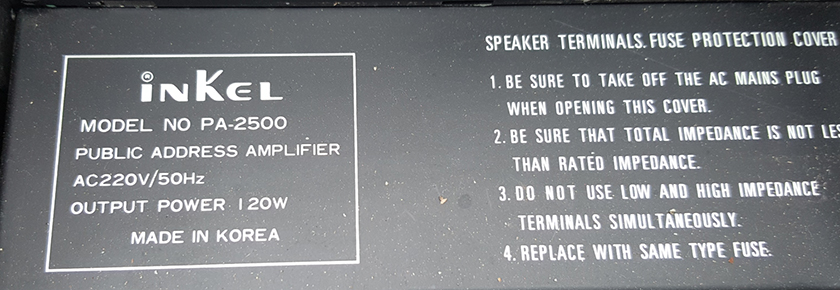 inKEL
MODEL NO PA-2500
PUBLIC ADDRESS AMPLIFIER
AC220V/50Hz
OUTPUT POWER 120W
MADE IN KOREA
SPEAKER TERMINALS. FUSE PROTECTION COVER
1. BE SURE TO TAKE OFF THE AC MAINS PLUG
WHEN OPENING THIS COVER.
2. BE SURE THAT TOTAL IMPEDANCE IS NOT LES
THAN RATED IMPEDANCE.
3. DO NOT USE LOW AND HIGH IMPEDANCE
TERMINALS SIMULTANEOUSLY.
4. REPLACE WITH SAME TYPE FUSE.